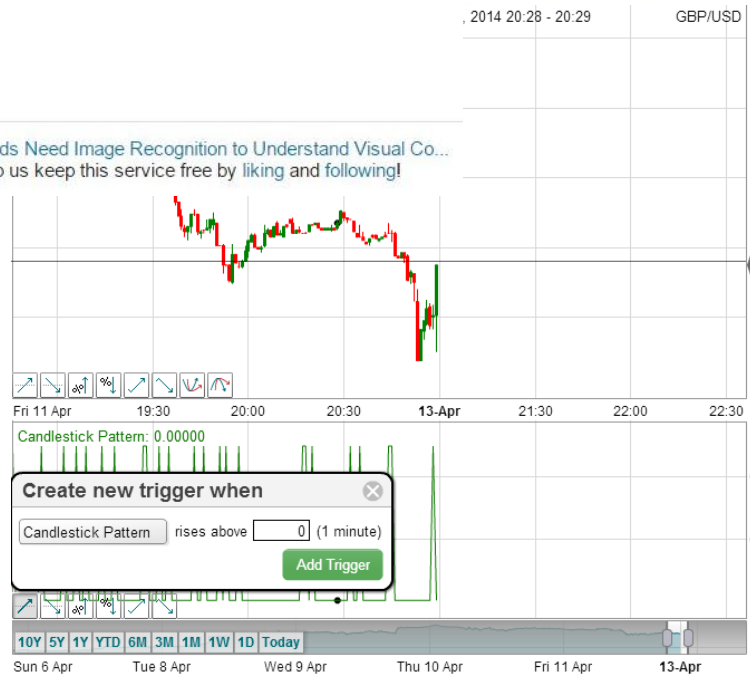 , 2014 20:28 - 20:29 GBP/USD
ds Need Image Recognition to Understand Visual Co...
us keep this service free by liking and following!
% %
Fri 11 Apr 19:30 20:00 20:30 13-Apr 21:30 22:00 22:30
Candlestick Pattern: 0.00000
Create new trigger when
Candlestick Pattern rises above 0 (1 minute)
Add Trigger
% %
10Y 5Y 1Y YTD 6M 3M 1M 1W 1D Today
Sun 6 Apr Tue 8 Apr Wed 9 Apr Thu 10 Apr Fri 11 Apr 13-Apr